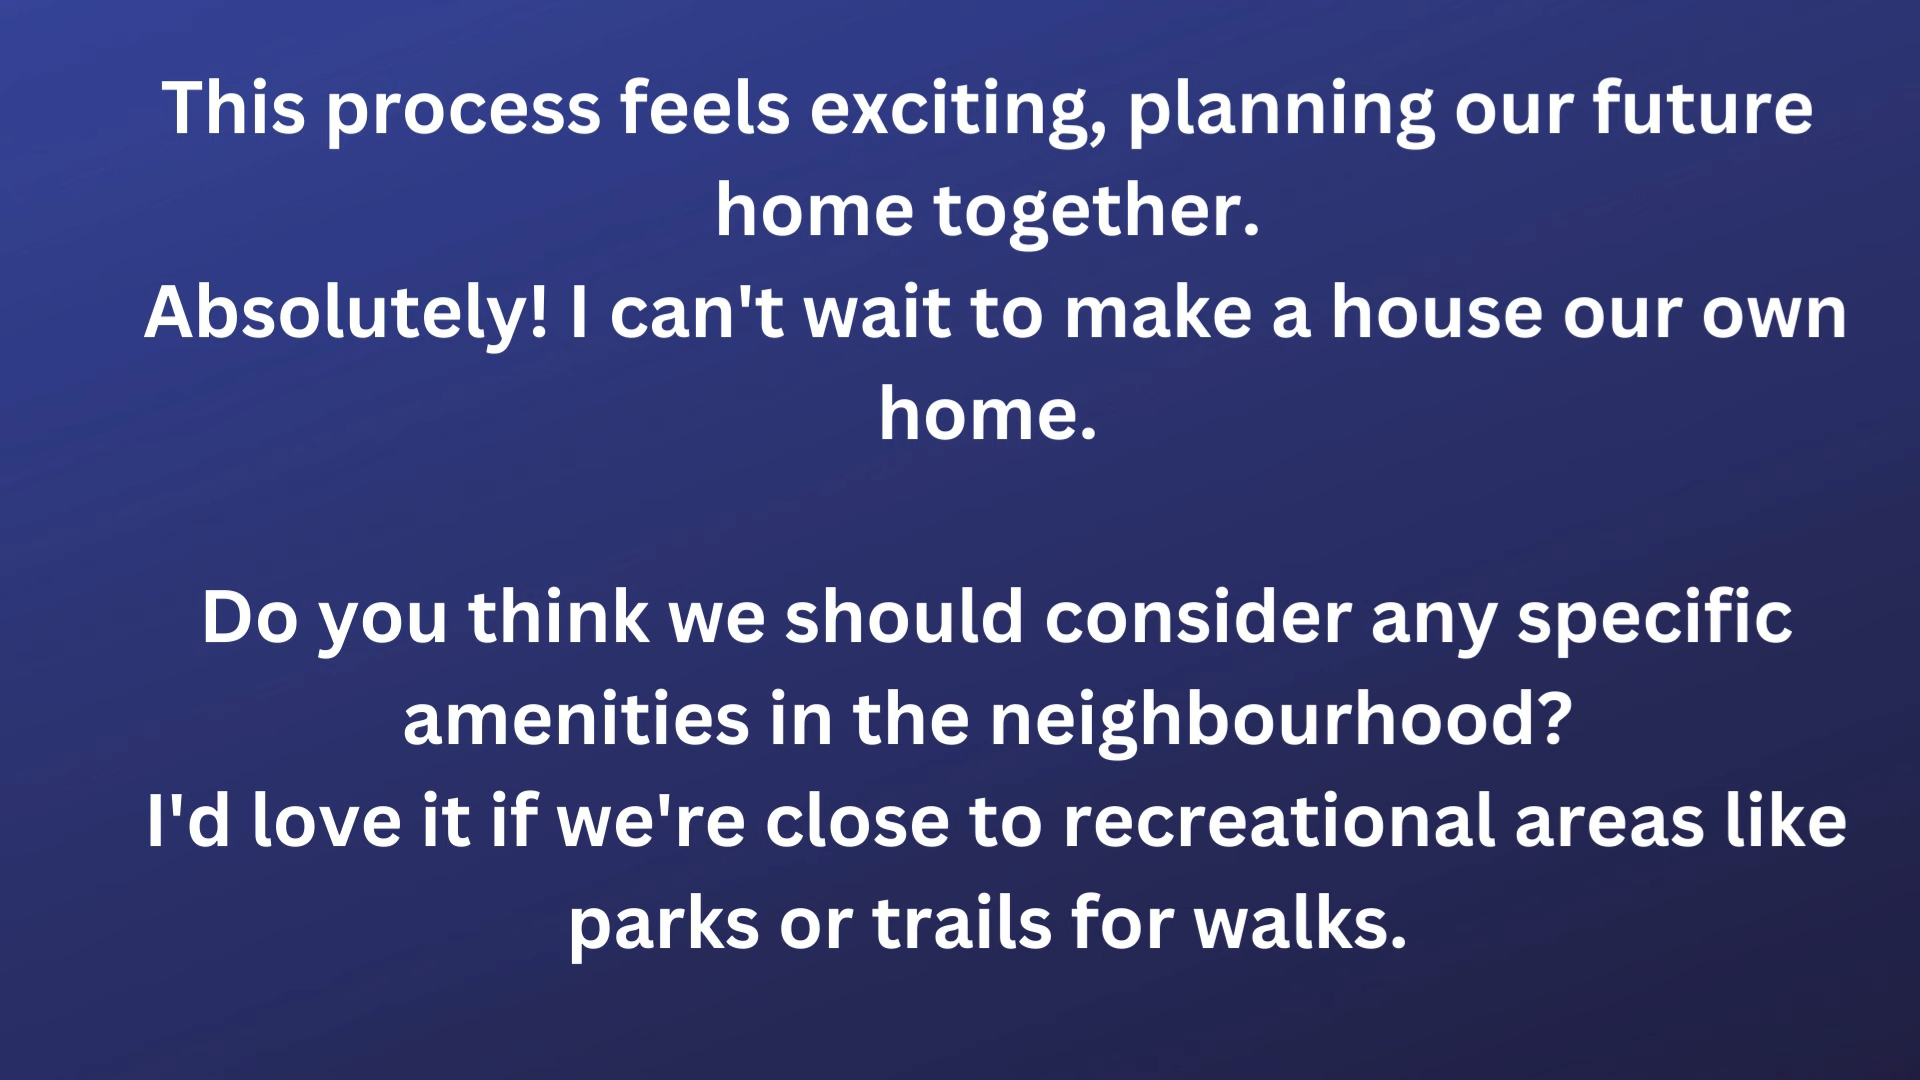 This process feels exciting, planning our future
home together.
Absolutely! I can't wait to make a house our own
home.
Do you think we should consider any specific
amenities in the neighbourhood?
I'd love it if we're close to recreational areas like
parks or trails for walks.